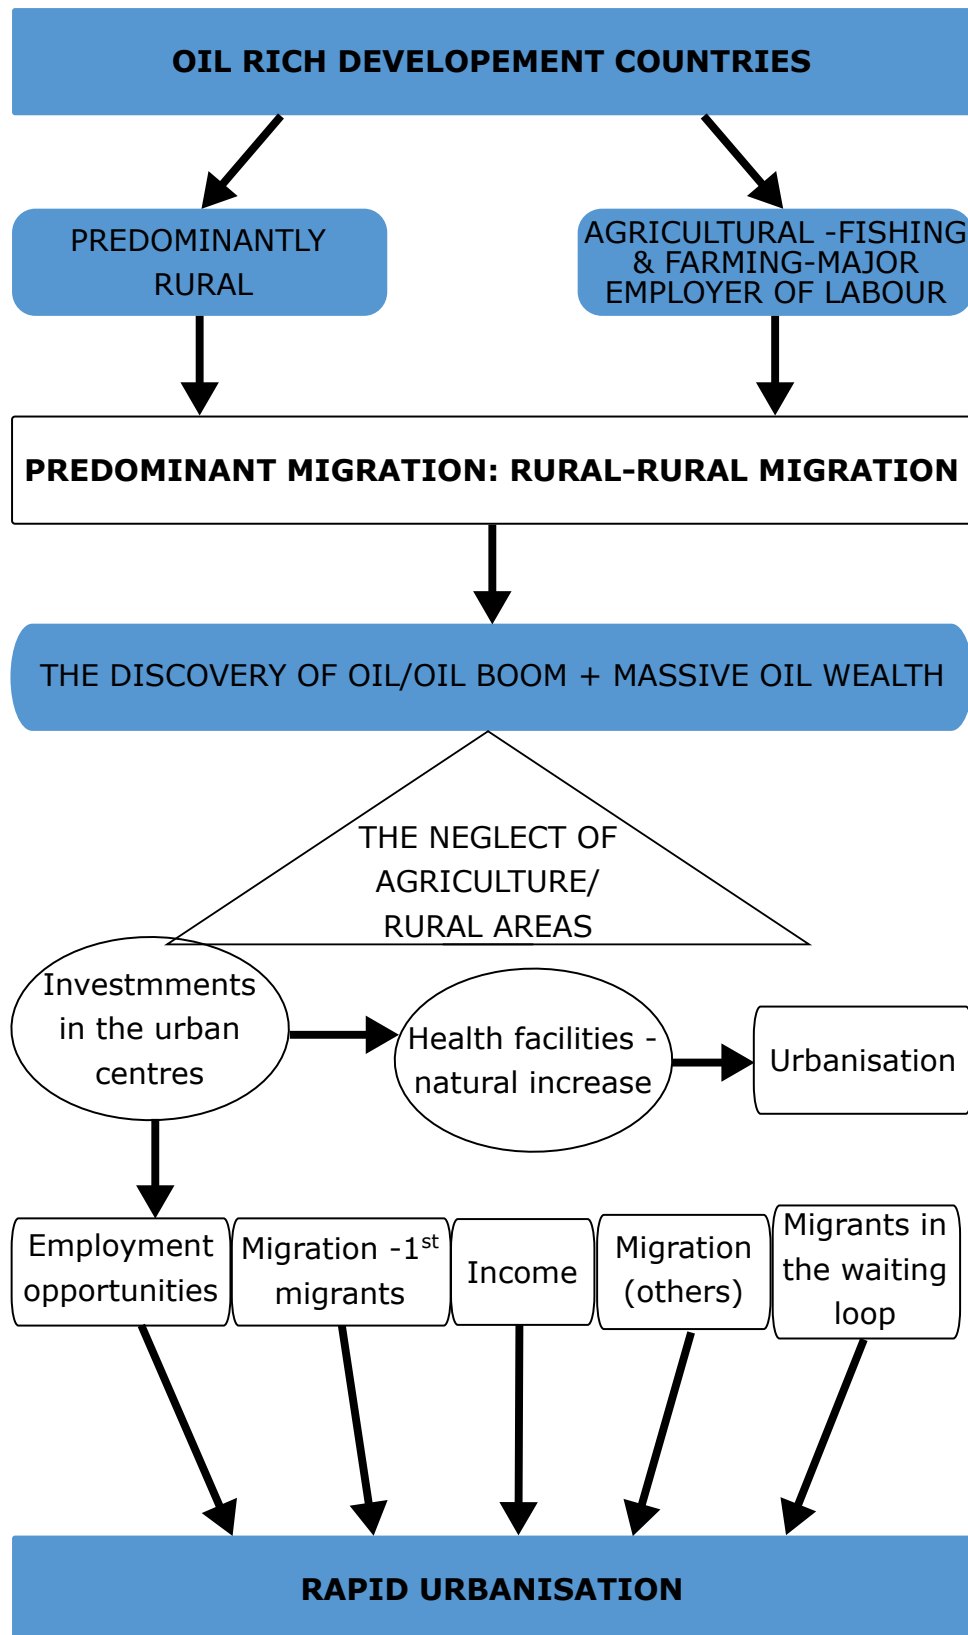 OIL RICH DEVELOPEMENT COUNTRIES
PREDOMINANTLY
RURAL
AGRICULTURAL -FISHING
& FARMING-MAJOR
EMPLOYER OF LABOUR
PREDOMINANT MIGRATION: RURAL-RURAL MIGRATION
THE DISCOVERY OF OIL/OIL BOOM + MASSIVE OIL WEALTH
THE NEGLECT OF
AGRICULTURE/
RURAL AREAS
Investmments
in the urban
centres
Health facilities -
natural increase
Urbanisation
Employment
opportunities
Migration -1st
migrants
Income
Migration
(others)
Migrants in
the waiting
loop
RAPID URBANISATION